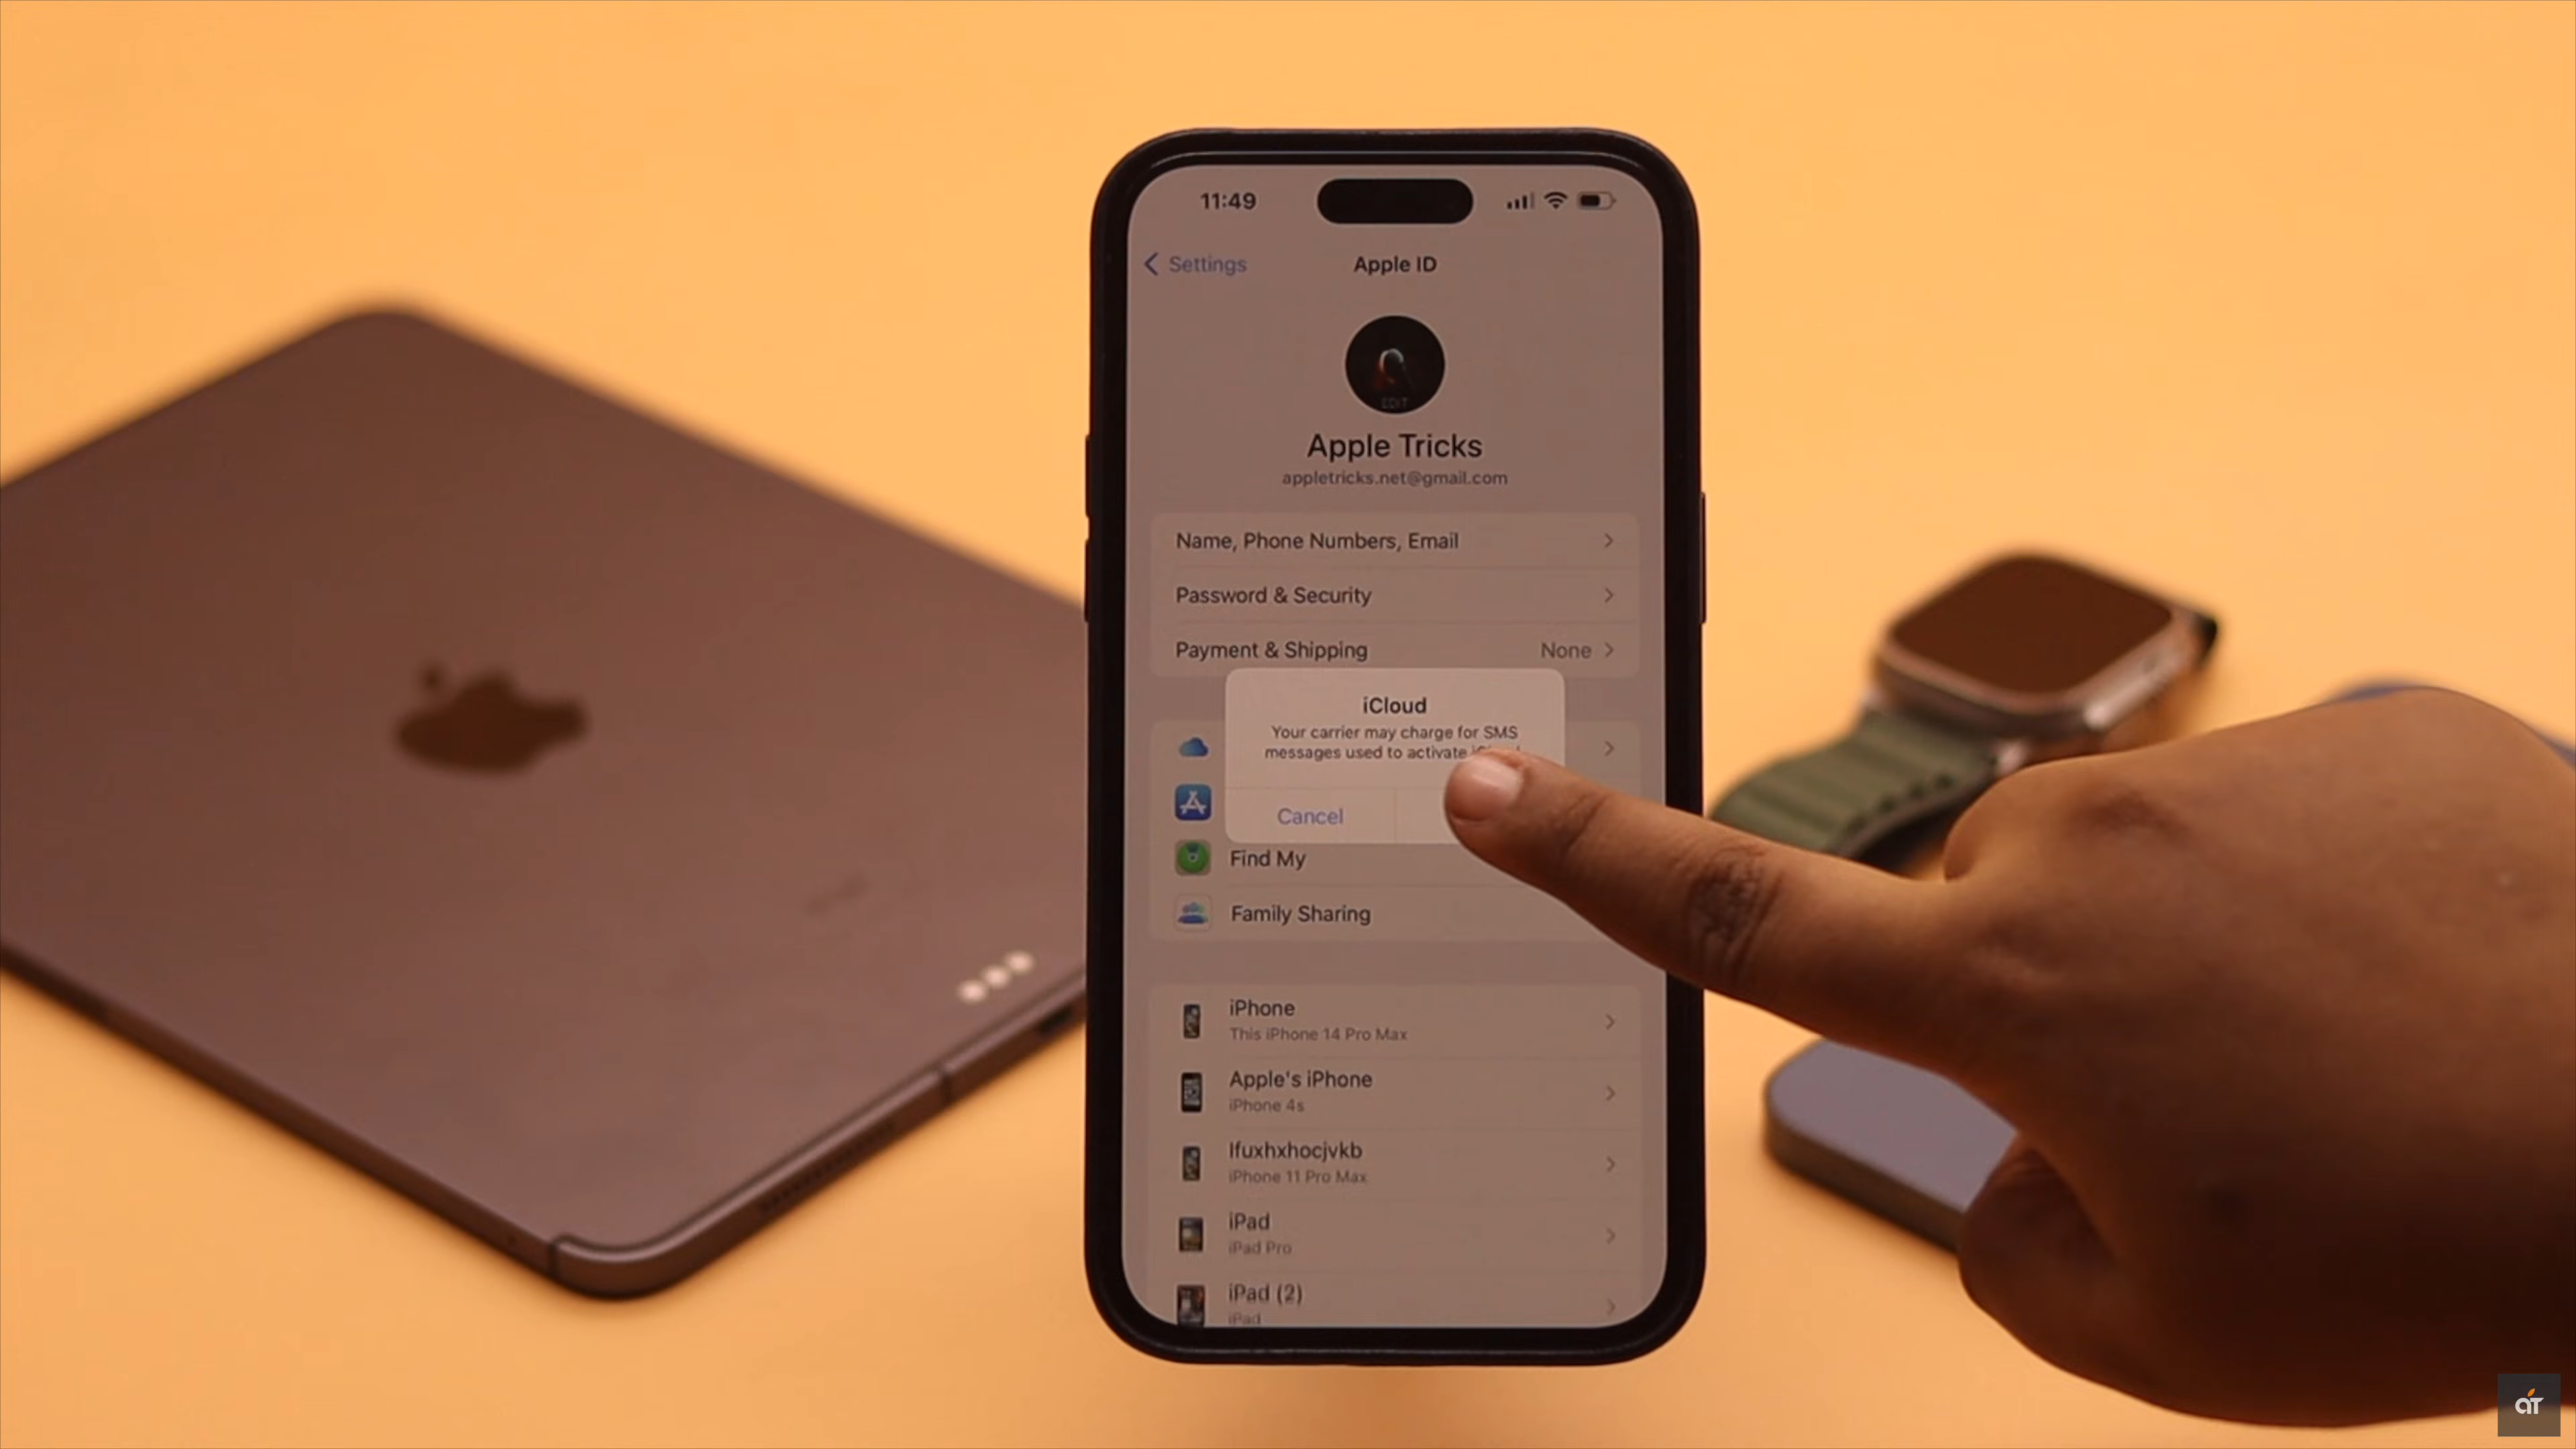 11:49
Settings
Apple ID
EDIT
Apple Tricks
appletricks.net@gmail.com
Name, Phone Numbers, Email
Password & Security
Payment & Shipping None
iCloud
Your carrier may charge for SMS
messages used to activate
Cancel
Find My
Family Sharing
iPhone
This iPhone 14 Pro Max
Apple's iPhone
iPhone 4s
Ifuxhxhocjvkb
iPhone 11 Pro Max
iPad
iPad Pro
iPad (2)
iPad
aT